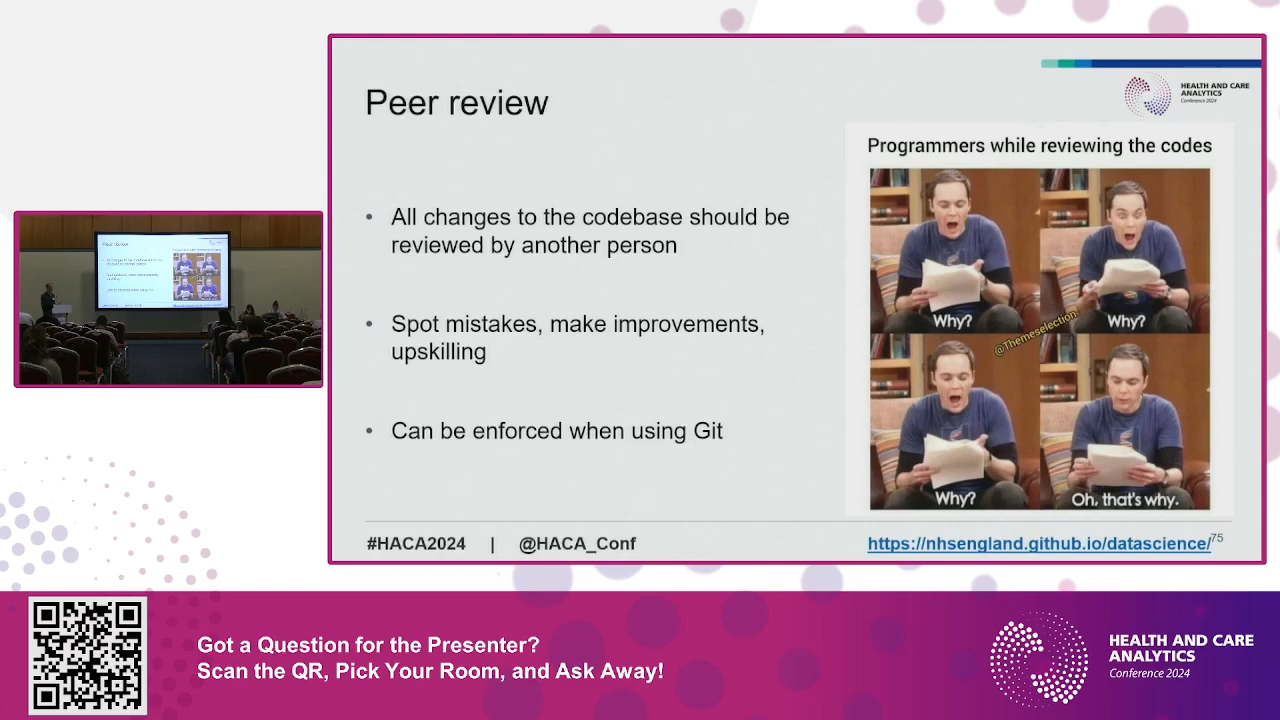 Peer review
HEALTH AND CARE
ANALYTICS
Conference 2024
Programmers while reviewing the codes
• All changes to the codebase should be
reviewed by another person
• Spot mistakes, make improvements,
upskilling
• Can be enforced when using Git
Why?
Why?
@Themeselection.
Why?
Oh, that's why.
#HACA2024 | @HACA_Conf
https://nhsengland.github.io/datascience/
75
Peer review
Got a Question for the Presenter?
Scan the QR, Pick Your Room, and Ask Away!
HEALTH AND CARE
ANALYTICS
Conference 2024